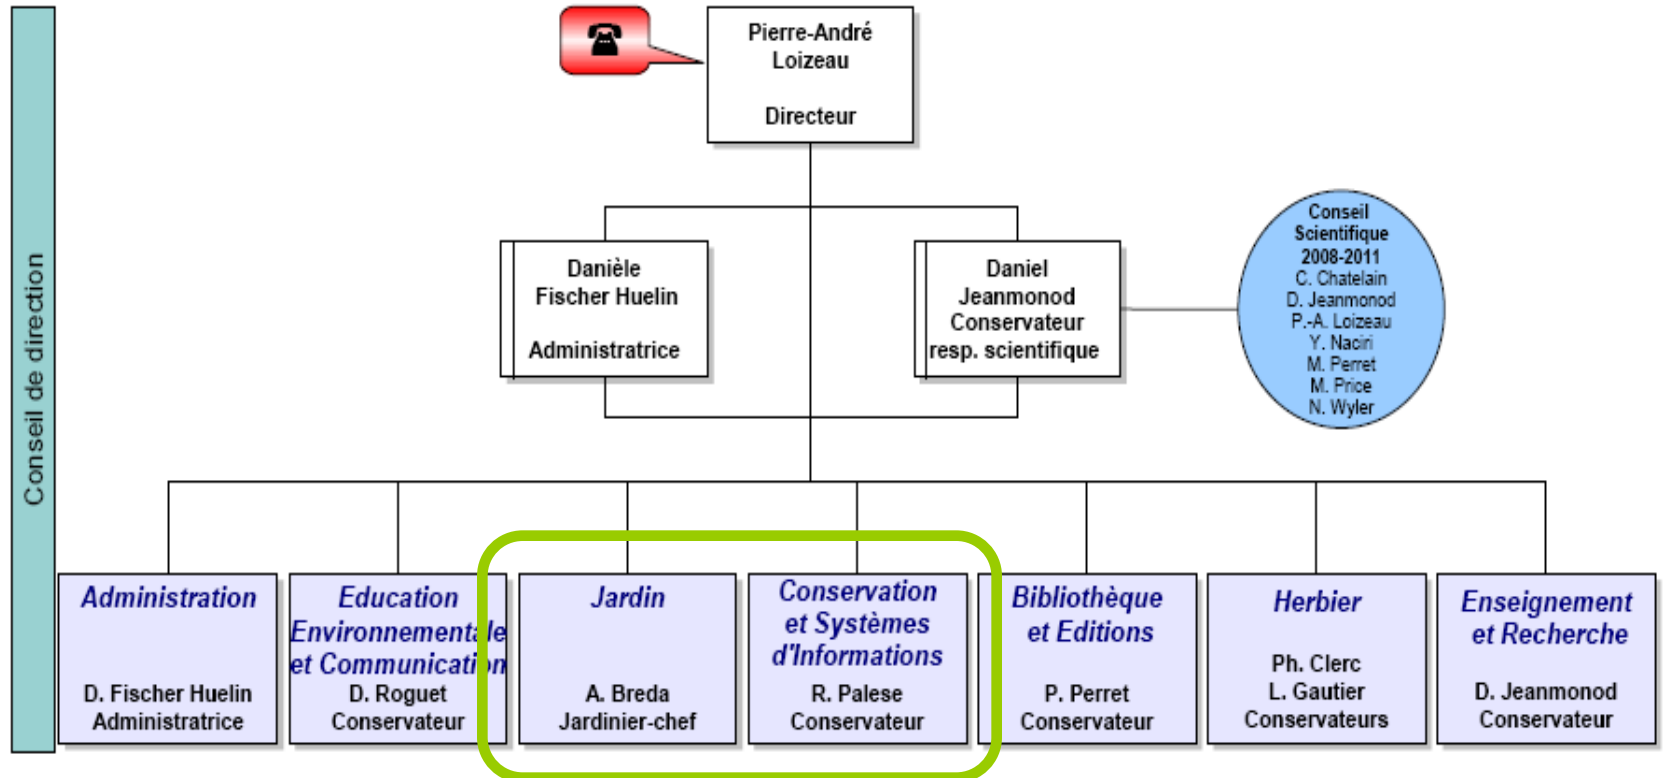 Conseil de direction
Pierre-André
Loizeau
Directeur
Danièle
Fischer Huelin
Administratrice
Daniel
Jeanmonod
Conservateur
resp. scientifique
Conseil
Scientifique
2008-2011
C. Chatelain
D. Jeanmonod
P.-A. Loizeau
Y. Naciri
M. Perret
M. Price
N. Wyler
Administration
D. Fischer Huelin
Administratrice
Education
Environnementale
et Communication
D. Roguet
Conservateur
Jardin
A. Breda
Jardinier-chef
Conservation
et Systèmes
d'Informations
R. Palese
Conservateur
Bibliothèque
et Editions
P. Perret
Conservateur
Herbier
Ph. Clerc
L. Gautier
Conservateurs
Enseignement
et Recherche
D. Jeanmonod
Conservateur